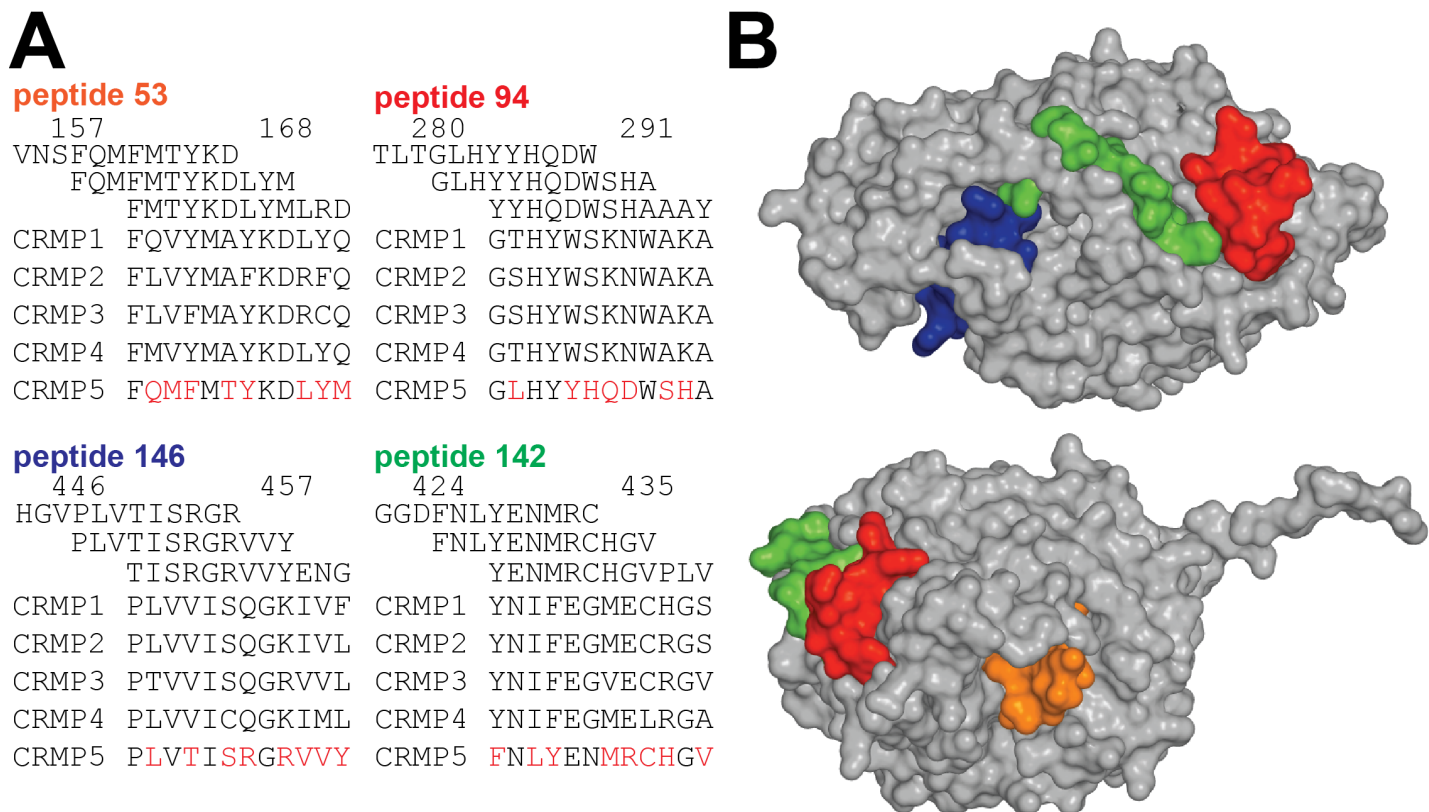 A
B
peptide 53
157 168
VNSFQMFMTYKD
FQMFMTYKDLYM
FMTYKDLYMLRD
CRMP1 FQVYMAYKDLYQ
CRMP2 FLVYMAFKDRFQ
CRMP3 FLVFMAYKDRCQ
CRMP4 FMVYMAYKDLYQ
CRMP5 FQMFMTYKDLYM
peptide 94
280 291
TLTGLHYYHQDW
GLHYYHQDWSHA
YYHQDWSHAAAY
CRMP1 GTHYWSKNWAKA
CRMP2 GSHYWSKNWAKA
CRMP3 GSHYWSKNWAKA
CRMP4 GTHYWSKNWAKA
CRMP5 GLHYYHQDWSHA
peptide 146
446 457
HGVPLVTISRGR
PLVTISRGRVVY
TISRGRVVYENG
CRMP1 PLVVISQGKIVF
CRMP2 PLVVISQGKIVL
CRMP3 PTVVISQGRVVL
CRMP4 PLVVICQGKIML
CRMP5 PLVTISRGRVVY
peptide 142
424 435
GGDFNLYENMRC
FNLYENMRCHGV
YENMRCHGVPLV
CRMP1 YNIFEGMECHGS
CRMP2 YNIFEGMECRGS
CRMP3 YNIFEGVECRGV
CRMP4 YNIFEGMELRGA
CRMP5 FNLYENMRCHGV